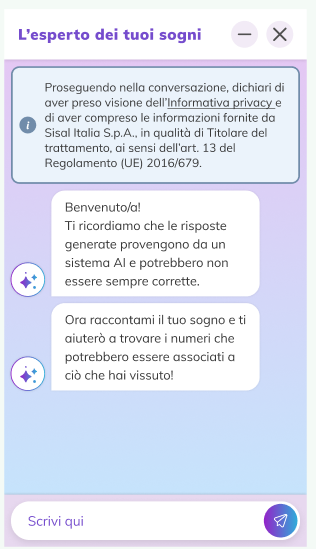 L’esperto dei tuoi sogni
Proseguendo nella conversazione, dichiari di
aver preso visione dell’Informativa privacy e
di aver compreso le informazioni fornite da
Sisal Italia S.p.A., in qualità di Titolare del
trattamento, ai sensi dell’art. 13 del
Regolamento (UE) 2016/679.
Benvenuto/a!
Ti ricordiamo che le risposte
generate provengono da un
sistema AI e potrebbero non
essere sempre corrette.
Ora raccontami il tuo sogno e ti
aiuterò a trovare i numeri che
potrebbero essere associati a
ciò che hai vissuto!
Scrivi qui